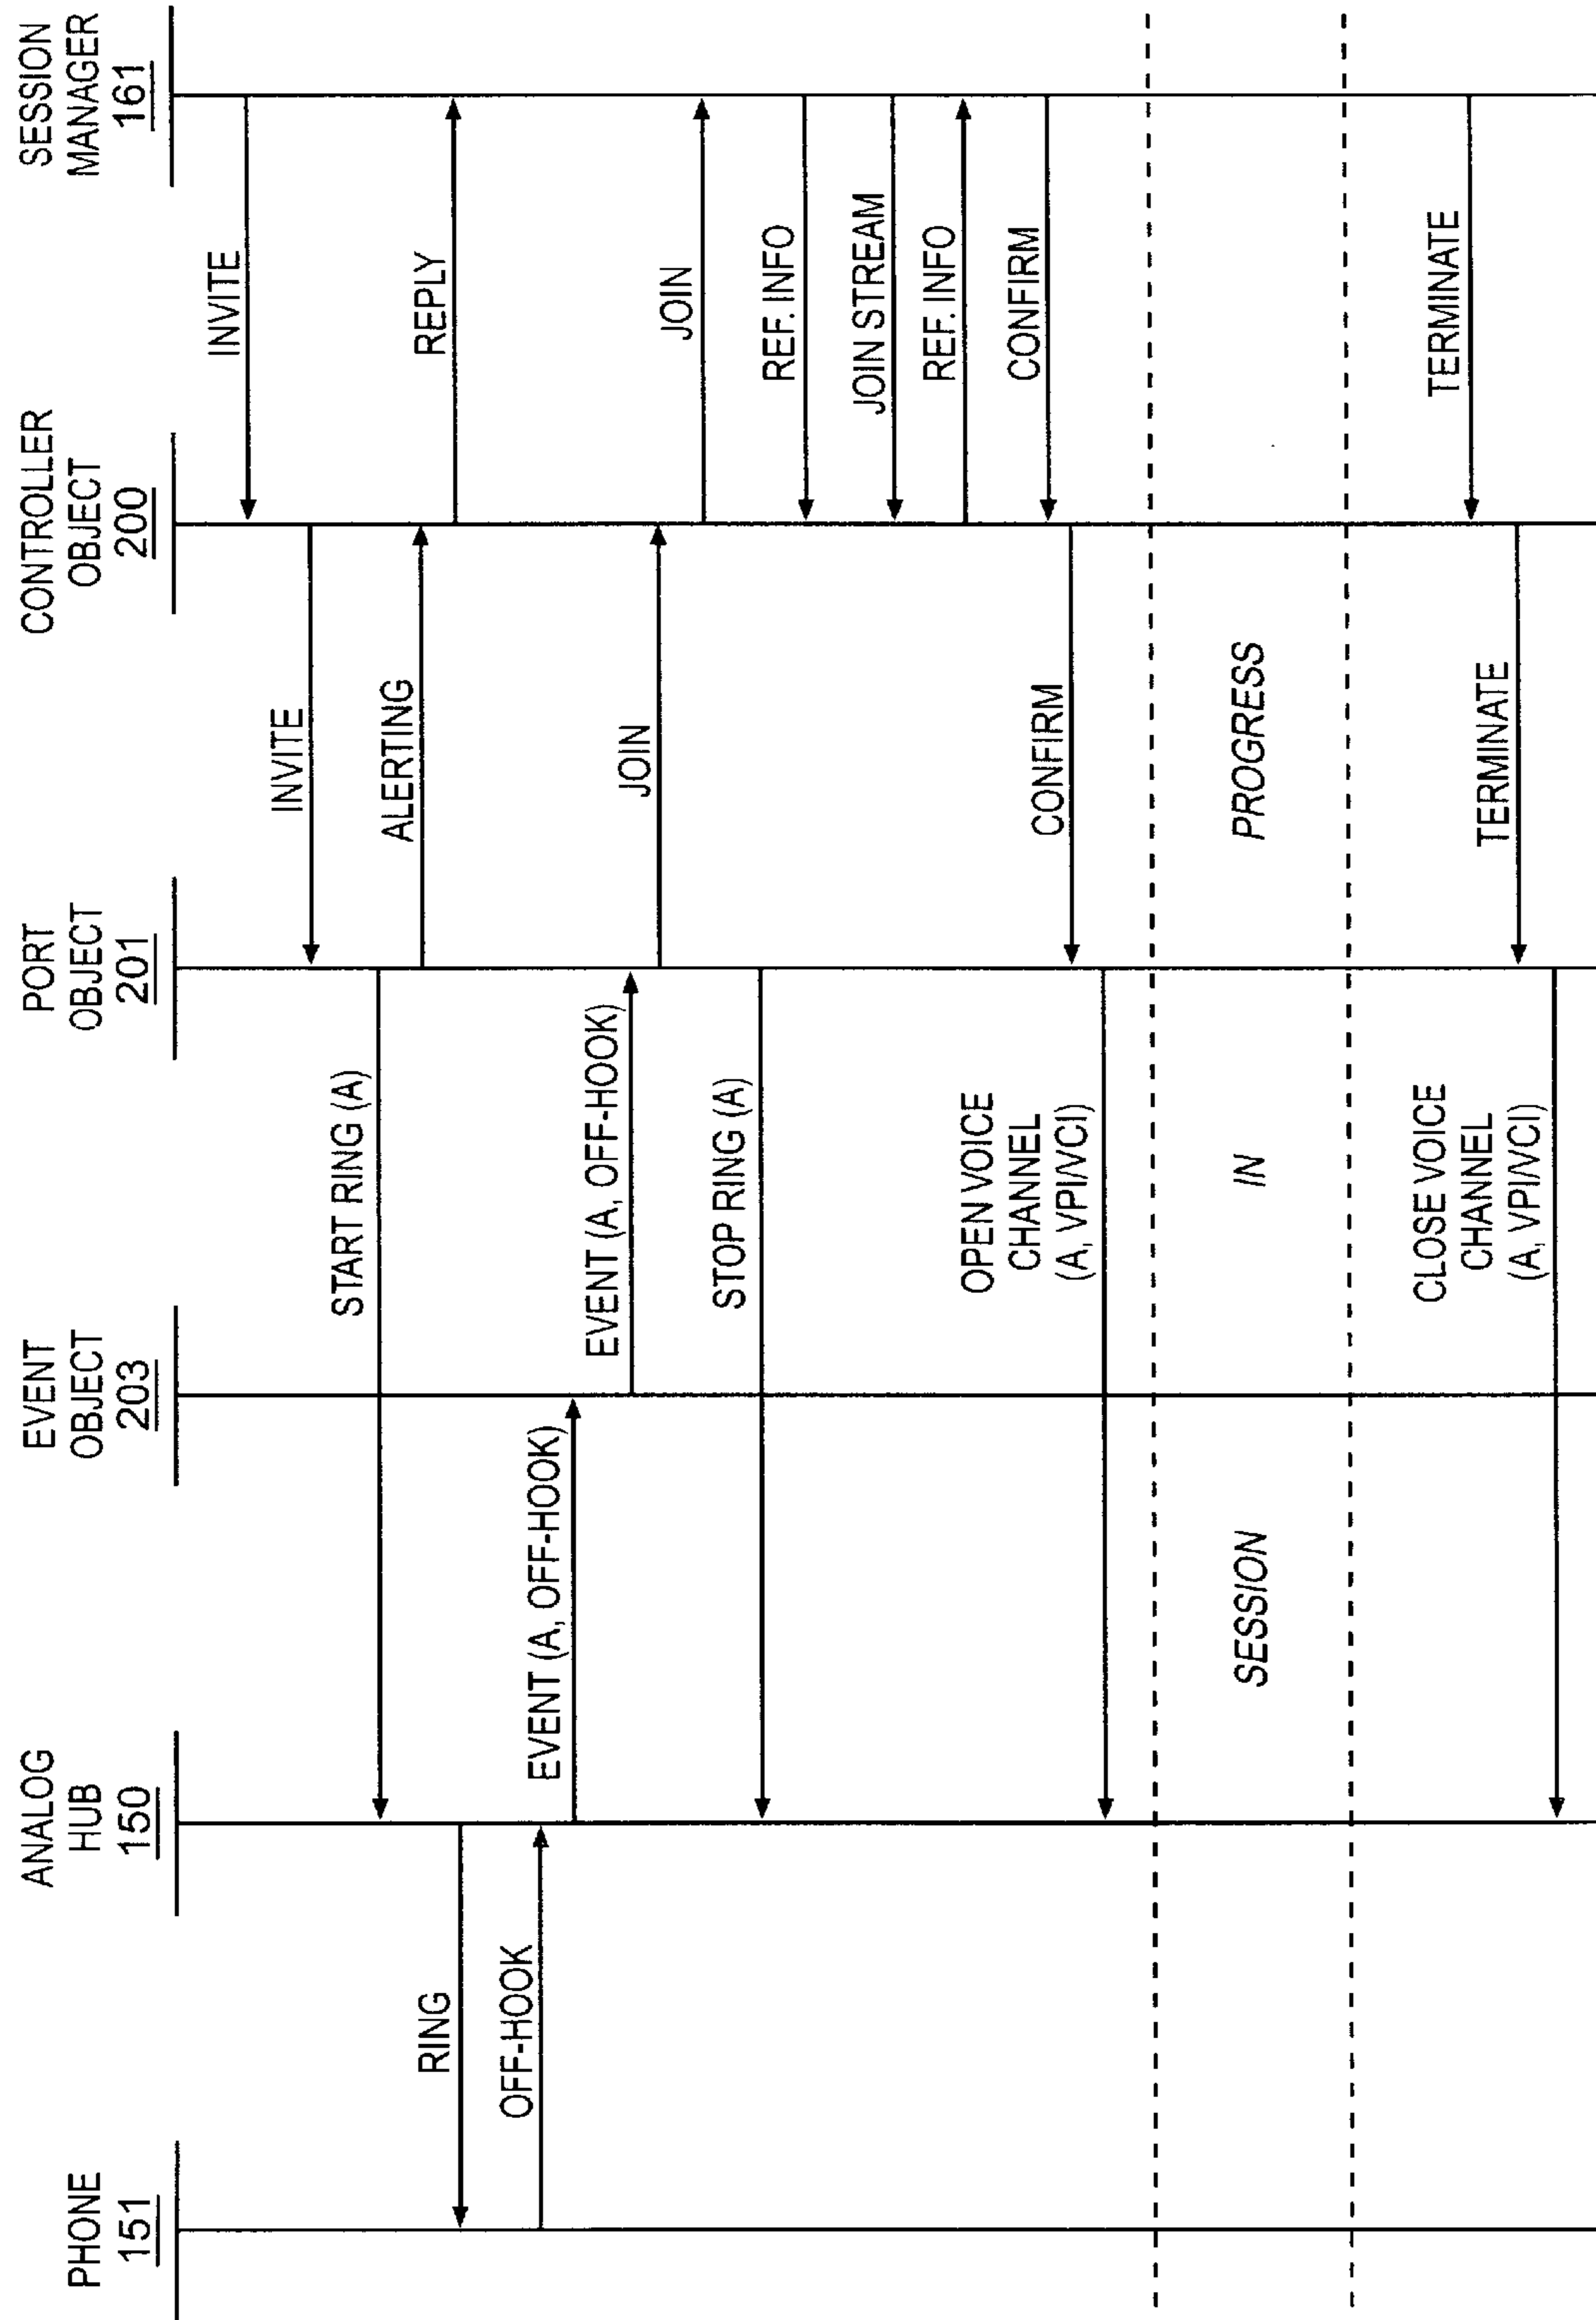 PHONE
151
ANALOG
HUB
150
EVENT
OBJECT
203
PORT
OBJECT
201
CONTROLLER
OBJECT
200
SESSION
MANAGER
161
INVITE
INVITE
START RING (A)
ALERTING
REPLY
RING
OFF-HOOK
EVENT (A, OFF-HOOK)
EVENT (A, OFF-HOOK)
JOIN
JOIN
STOP RING (A)
REF. INFO
JOIN STREAM
REF. INFO
CONFIRM
CONFIRM
OPEN VOICE
CHANNEL
(A, VPI/VCI)
SESSION IN PROGRESS
TERMINATE
TERMINATE
CLOSE VOICE
CHANNEL
(A, VPI/VCI)